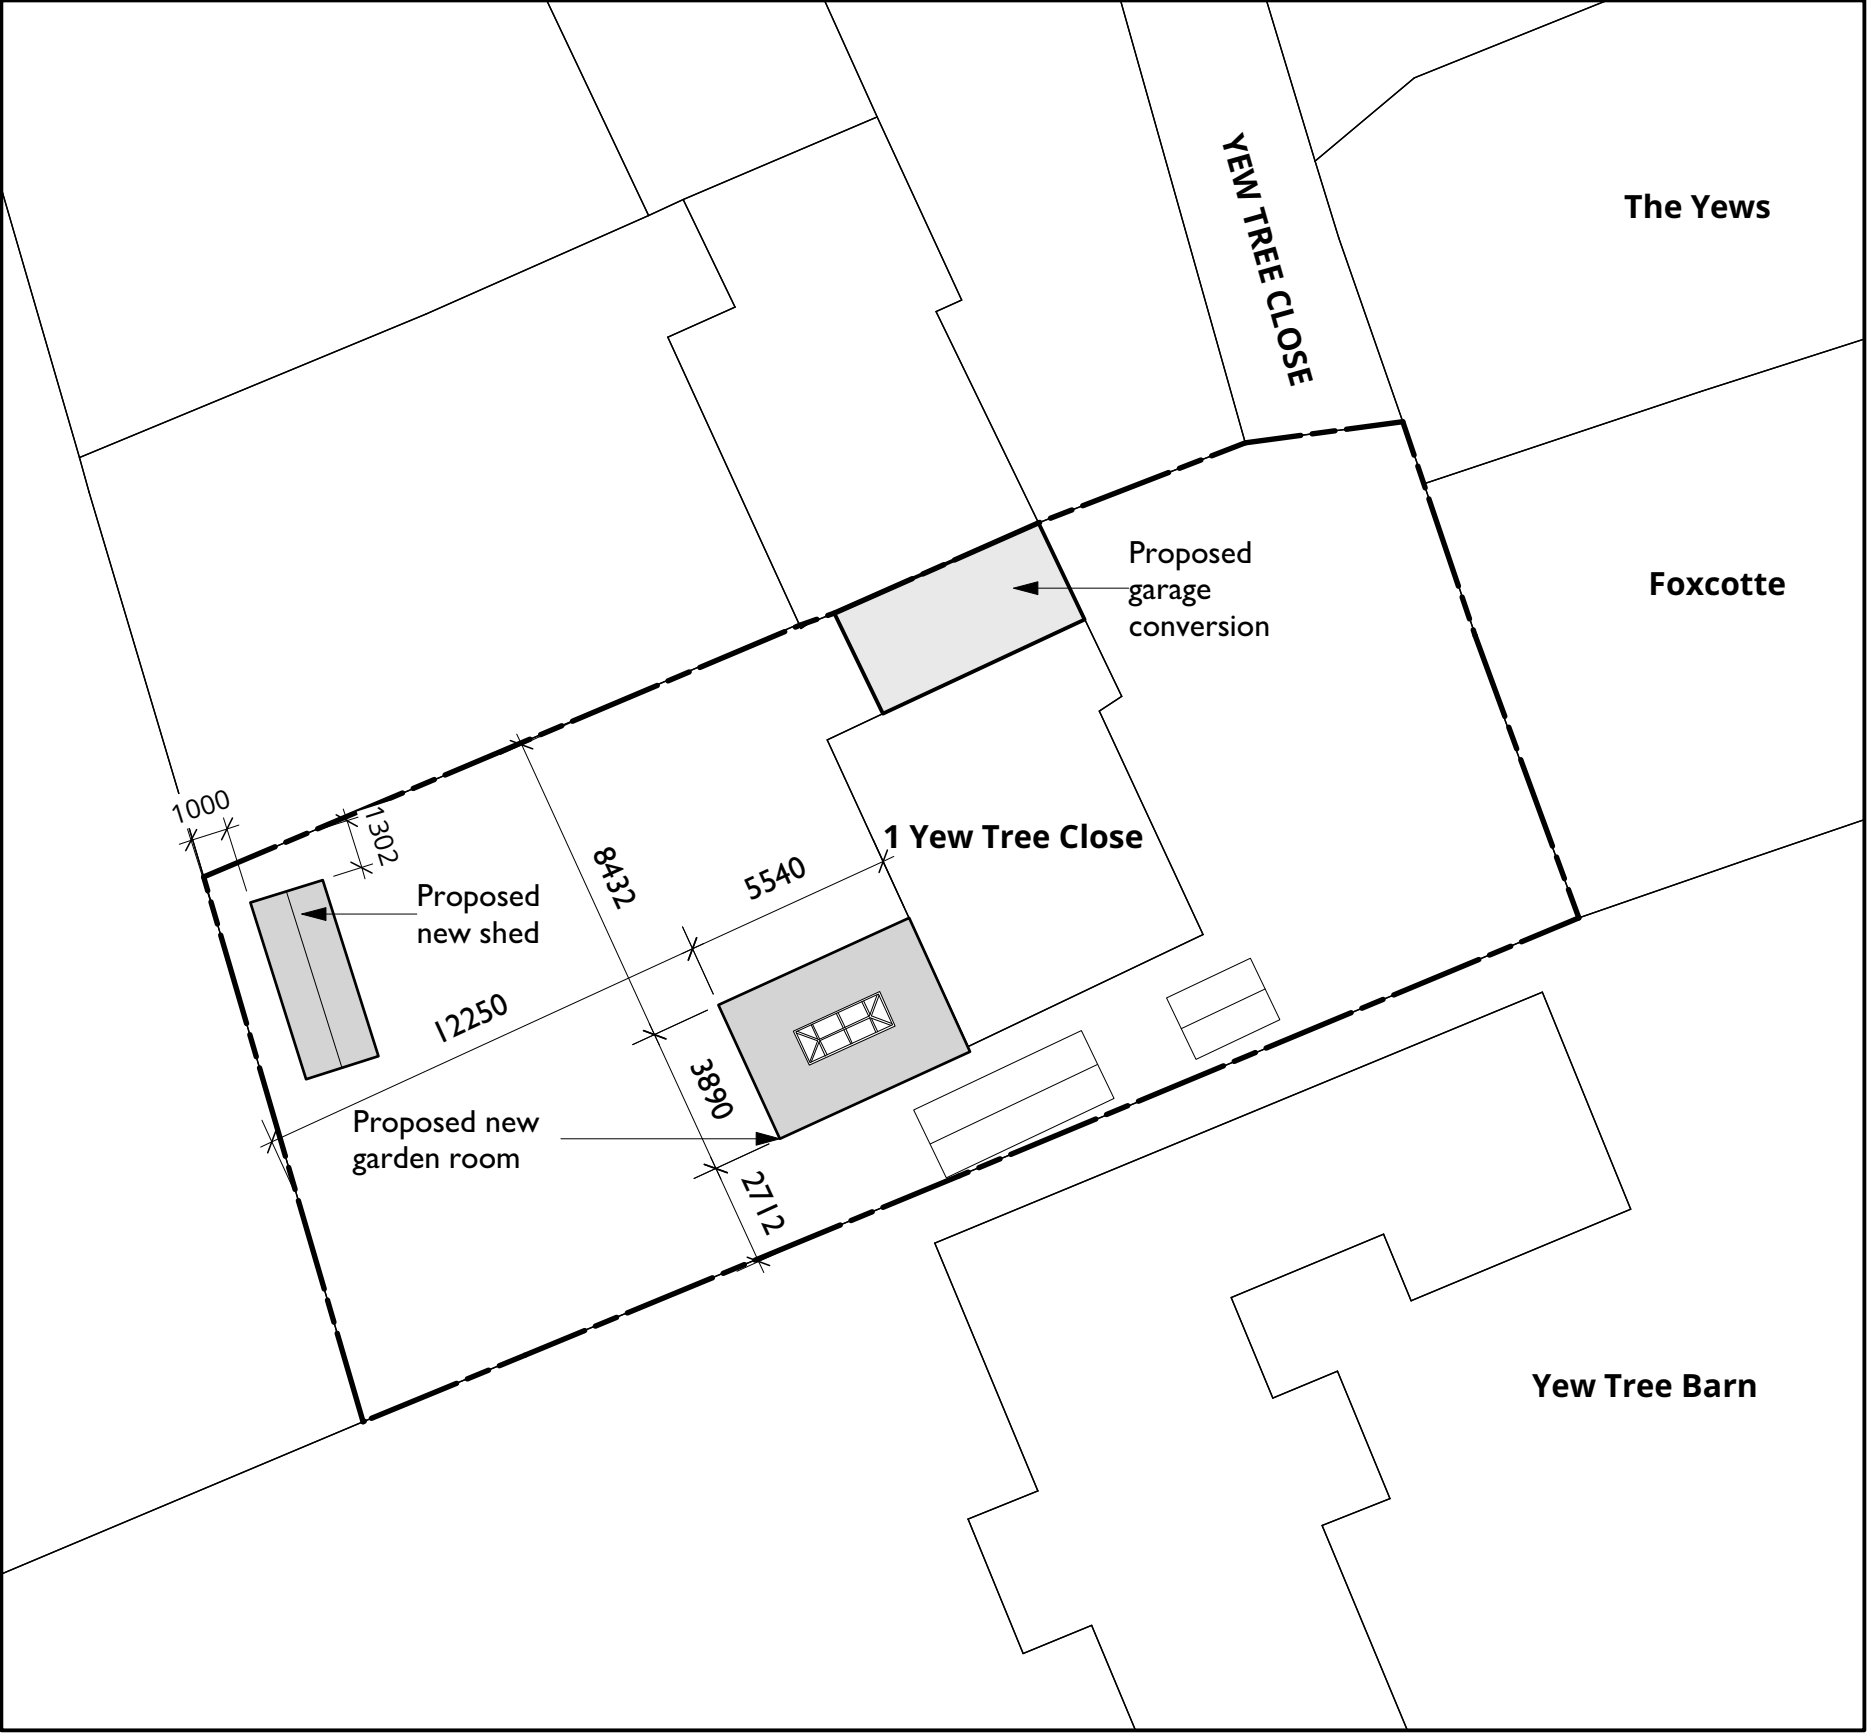 YEW TREE CLOSE
The Yews
Proposed
garage
conversion
Foxcotte
1000
1302
1 Yew Tree Close
8432
5540
Proposed
new shed
12250
3890
Proposed new
garden room
2712
Yew Tree Barn